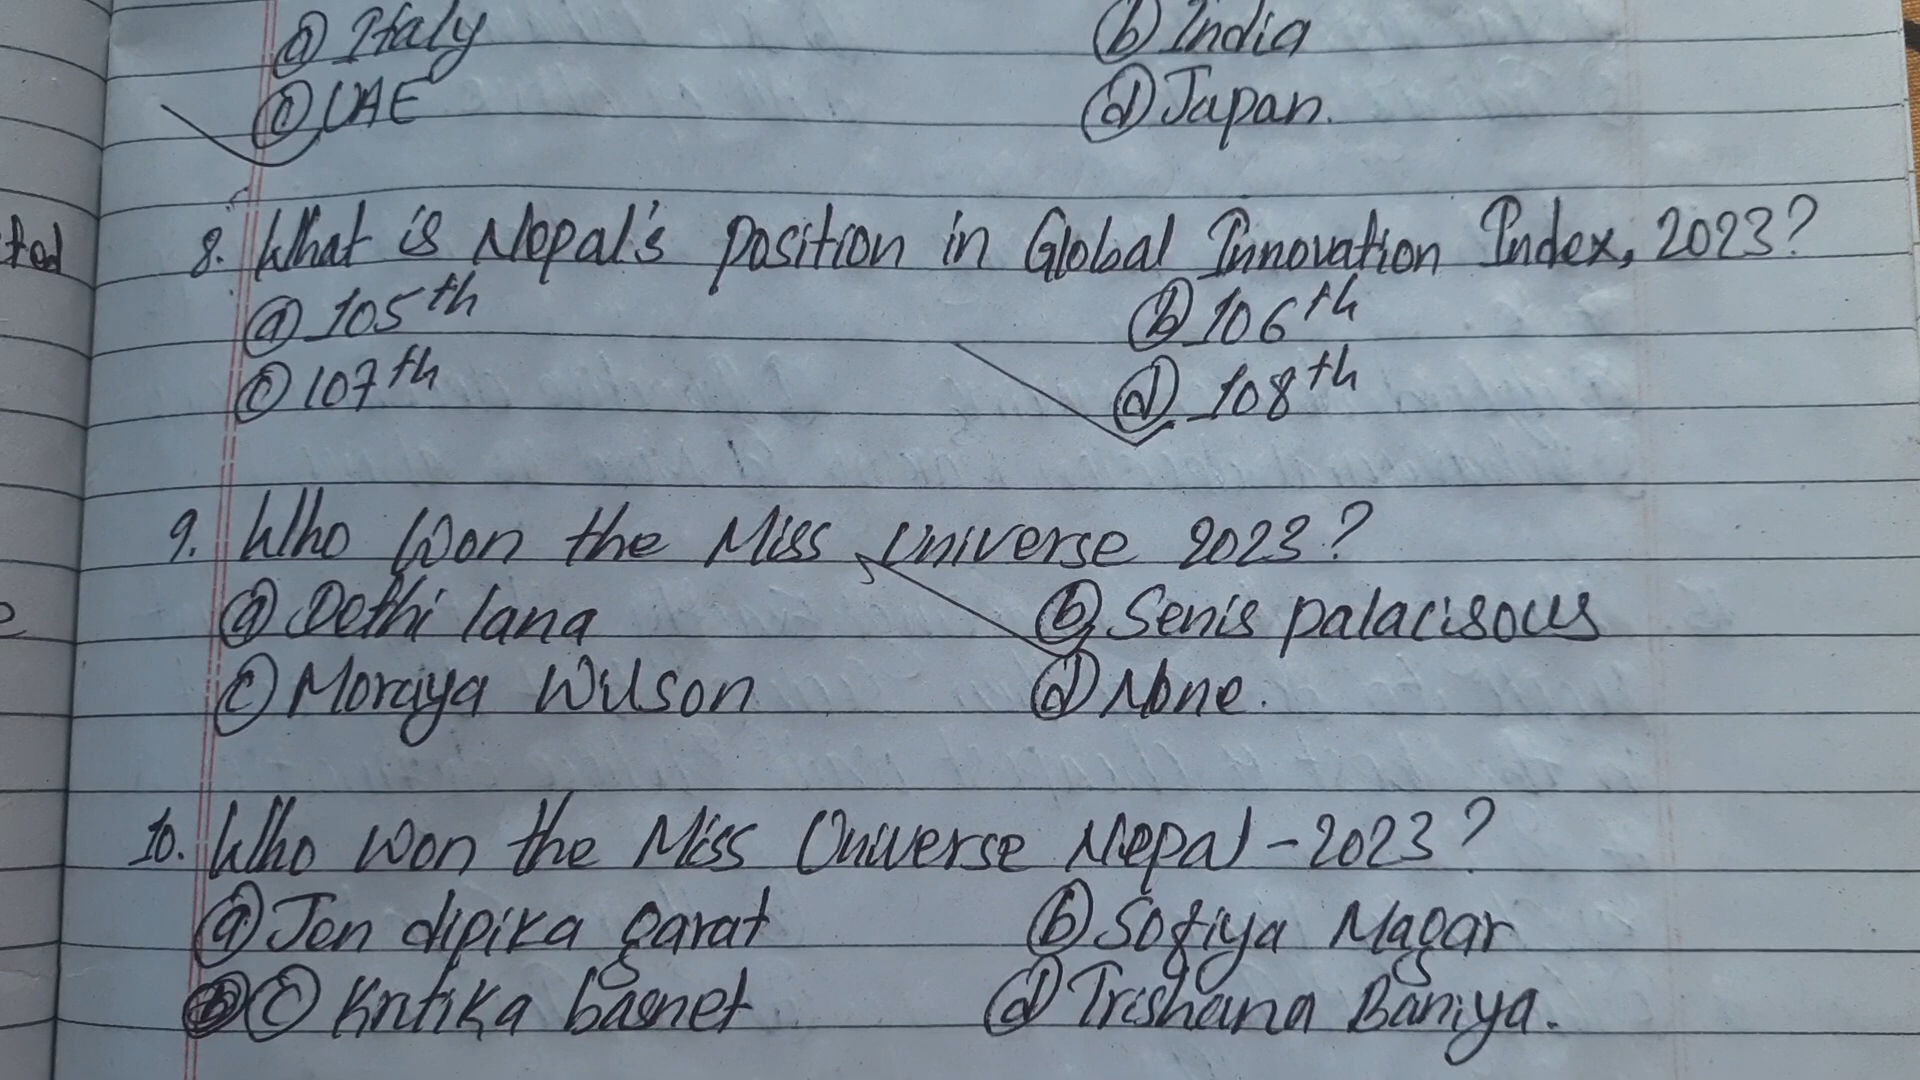 ⓐ Italy ⓑ India
ⓒ UAE ⓓ Japan.
ted
8. What is Nepal's position in Global Innovation Index, 2023?
ⓐ 105th ⓑ 106th
ⓒ 107th ⓓ 108th
9. Who won the Miss Universe 2023?
ⓐ Dethi lana ⓑ Senis palacisous
ⓒ Moraya Wilson ⓓ None.
10. Who won the Miss Universe Nepal - 2023?
ⓐ Jen dipika garat ⓑ Sofiya Magar
ⓒ Kritika basnet ⓓ Trishana Baniya.